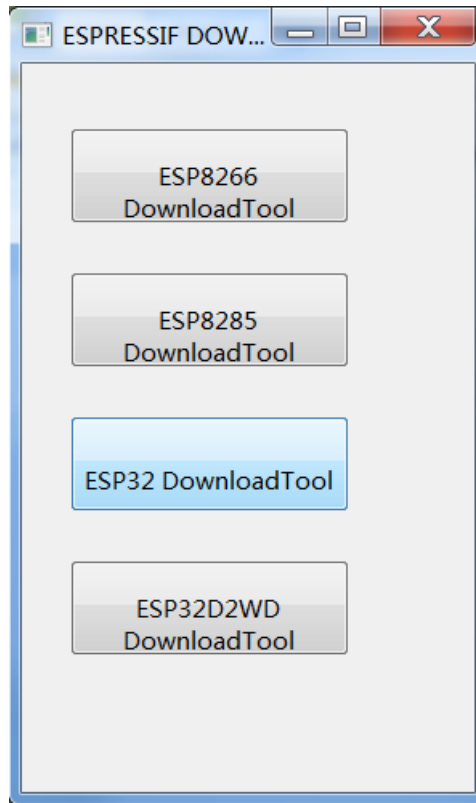 ESPRESSIF DOW...
ESP8266
DownloadTool
ESP8285
DownloadTool
ESP32 DownloadTool
ESP32D2WD
DownloadTool